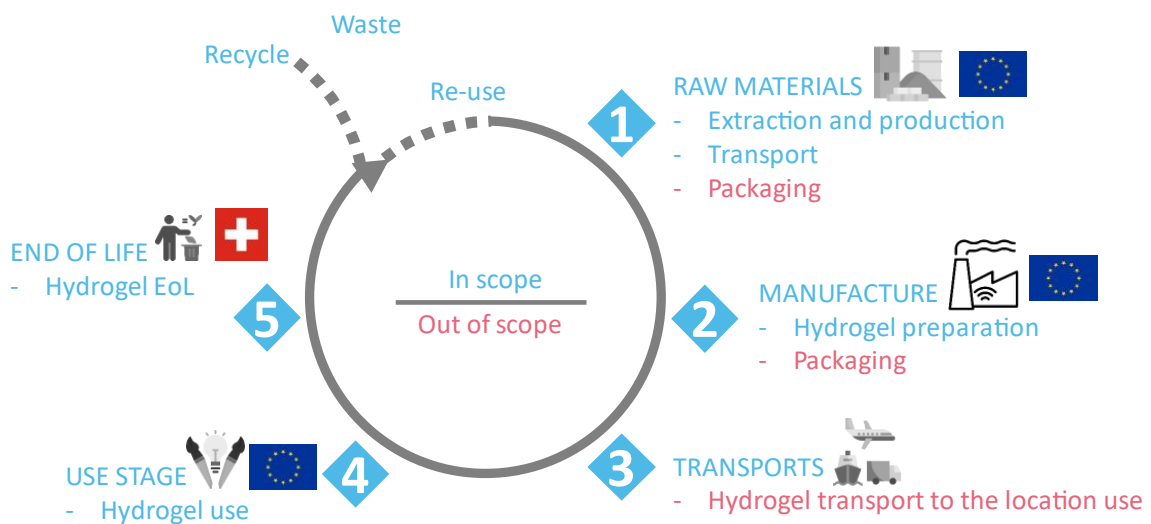 Waste
Recycle
Re-use
1
RAW MATERIALS
- Extraction and production
- Transport
- Packaging
2
MANUFACTURE
- Hydrogel preparation
- Packaging
3
TRANSPORTS
- Hydrogel transport to the location use
4
USE STAGE
- Hydrogel use
5
END OF LIFE
- Hydrogel EoL
In scope
Out of scope